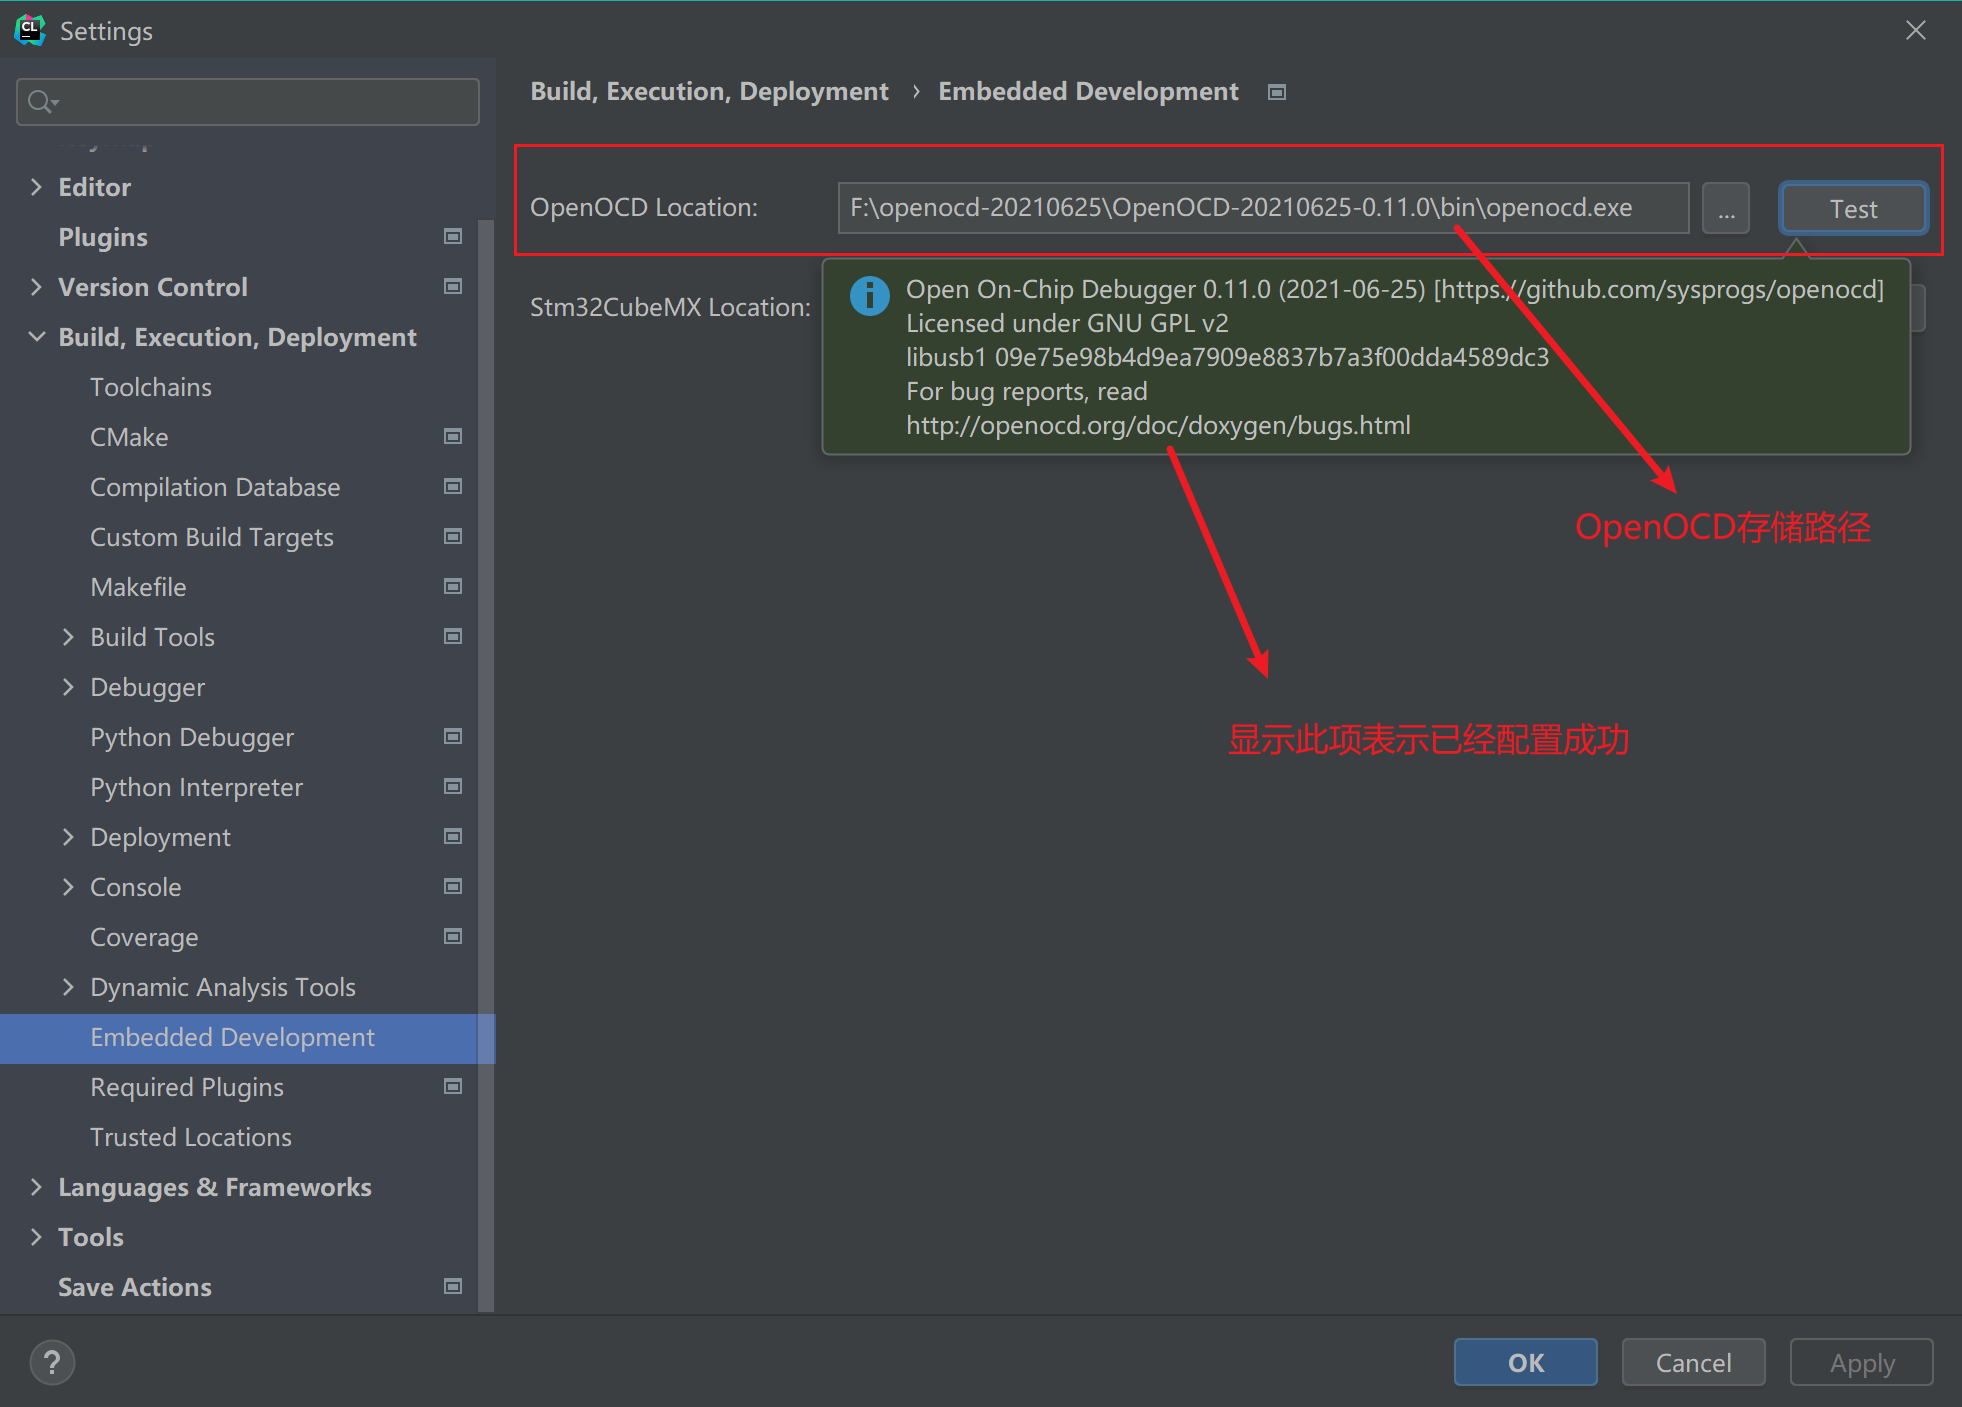 CL
Settings
Build, Execution, Deployment › Embedded Development
Editor
Plugins
Version Control
Build, Execution, Deployment
Toolchains
CMake
Compilation Database
Custom Build Targets
Makefile
Build Tools
Debugger
Python Debugger
Python Interpreter
Deployment
Console
Coverage
Dynamic Analysis Tools
Embedded Development
Required Plugins
Trusted Locations
Languages & Frameworks
Tools
Save Actions
OpenOCD Location:
F:\openocd-20210625\OpenOCD-20210625-0.11.0\bin\openocd.exe
...
Test
Stm32CubeMX Location:
Open On-Chip Debugger 0.11.0 (2021-06-25) [https://github.com/sysprogs/openocd]
Licensed under GNU GPL v2
libusb1 09e75e98b4d9ea7909e8837b7a3f00dda4589dc3
For bug reports, read
http://openocd.org/doc/doxygen/bugs.html
OpenOCD存储路径
显示此项表示已经配置成功
?
OK
Cancel
Apply